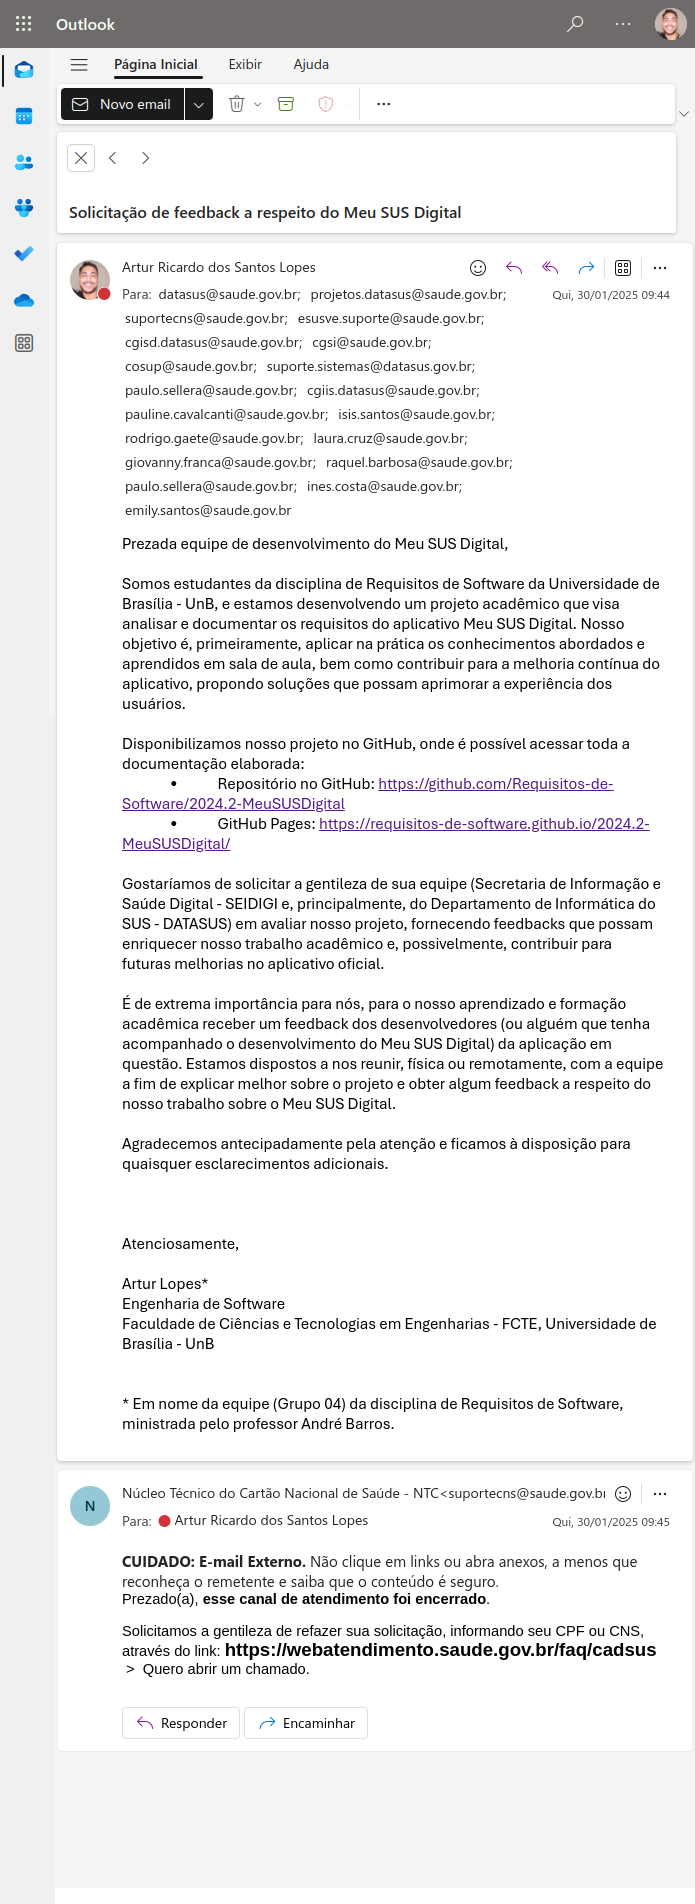 Outlook
Página Inicial Exibir Ajuda
Novo email
Solicitação de feedback a respeito do Meu SUS Digital
Artur Ricardo dos Santos Lopes
Para: datasus@saude.gov.br; projetos.datasus@saude.gov.br;
Qui, 30/01/2025 09:44
suportecns@saude.gov.br; esusve.suporte@saude.gov.br;
cgisd.datasus@saude.gov.br; cgsi@saude.gov.br;
cosup@saude.gov.br; suporte.sistemas@datasus.gov.br;
paulo.sellera@saude.gov.br; cgiis.datasus@saude.gov.br;
pauline.cavalcanti@saude.gov.br; isis.santos@saude.gov.br;
rodrigo.gaete@saude.gov.br; laura.cruz@saude.gov.br;
giovanny.franca@saude.gov.br; raquel.barbosa@saude.gov.br;
paulo.sellera@saude.gov.br; ines.costa@saude.gov.br;
emily.santos@saude.gov.br
Prezada equipe de desenvolvimento do Meu SUS Digital,
Somos estudantes da disciplina de Requisitos de Software da Universidade de
Brasília - UnB, e estamos desenvolvendo um projeto acadêmico que visa
analisar e documentar os requisitos do aplicativo Meu SUS Digital. Nosso
objetivo é, primeiramente, aplicar na prática os conhecimentos abordados e
aprendidos em sala de aula, bem como contribuir para a melhoria contínua do
aplicativo, propondo soluções que possam aprimorar a experiência dos
usuários.
Disponibilizamos nosso projeto no GitHub, onde é possível acessar toda a
documentação elaborada:
• Repositório no GitHub: https://github.com/Requisitos-de-
Software/2024.2-MeuSUSDigital
• GitHub Pages: https://requisitos-de-software.github.io/2024.2-
MeuSUSDigital/
Gostaríamos de solicitar a gentileza de sua equipe (Secretaria de Informação e
Saúde Digital - SEIDIGI e, principalmente, do Departamento de Informática do
SUS - DATASUS) em avaliar nosso projeto, fornecendo feedbacks que possam
enriquecer nosso trabalho acadêmico e, possivelmente, contribuir para
futuras melhorias no aplicativo oficial.
É de extrema importância para nós, para o nosso aprendizado e formação
acadêmica receber um feedback dos desenvolvedores (ou alguém que tenha
acompanhado o desenvolvimento do Meu SUS Digital) da aplicação em
questão. Estamos dispostos a nos reunir, física ou remotamente, com a equipe
a fim de explicar melhor sobre o projeto e obter algum feedback a respeito do
nosso trabalho sobre o Meu SUS Digital.
Agradecemos antecipadamente pela atenção e ficamos à disposição para
quaisquer esclarecimentos adicionais.
Atenciosamente,
Artur Lopes*
Engenharia de Software
Faculdade de Ciências e Tecnologias em Engenharias - FCTE, Universidade de
Brasília - UnB
* Em nome da equipe (Grupo 04) da disciplina de Requisitos de Software,
ministrada pelo professor André Barros.
N
Núcleo Técnico do Cartão Nacional de Saúde - NTC<suportecns@saude.gov.br
Para: Artur Ricardo dos Santos Lopes
Qui, 30/01/2025 09:45
CUIDADO: E-mail Externo. Não clique em links ou abra anexos, a menos que
reconheça o remetente e saiba que o conteúdo é seguro.
Prezado(a), esse canal de atendimento foi encerrado.
Solicitamos a gentileza de refazer sua solicitação, informando seu CPF ou CNS,
através do link: https://webatendimento.saude.gov.br/faq/cadsus
> Quero abrir um chamado.
Responder Encaminhar